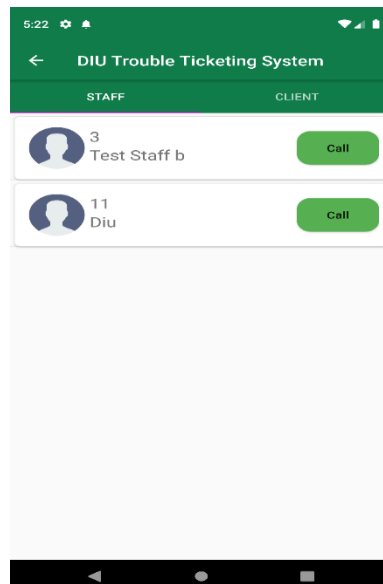 5:22
DIU Trouble Ticketing System
STAFF CLIENT
3
Test Staff b
Call
11
Diu
Call